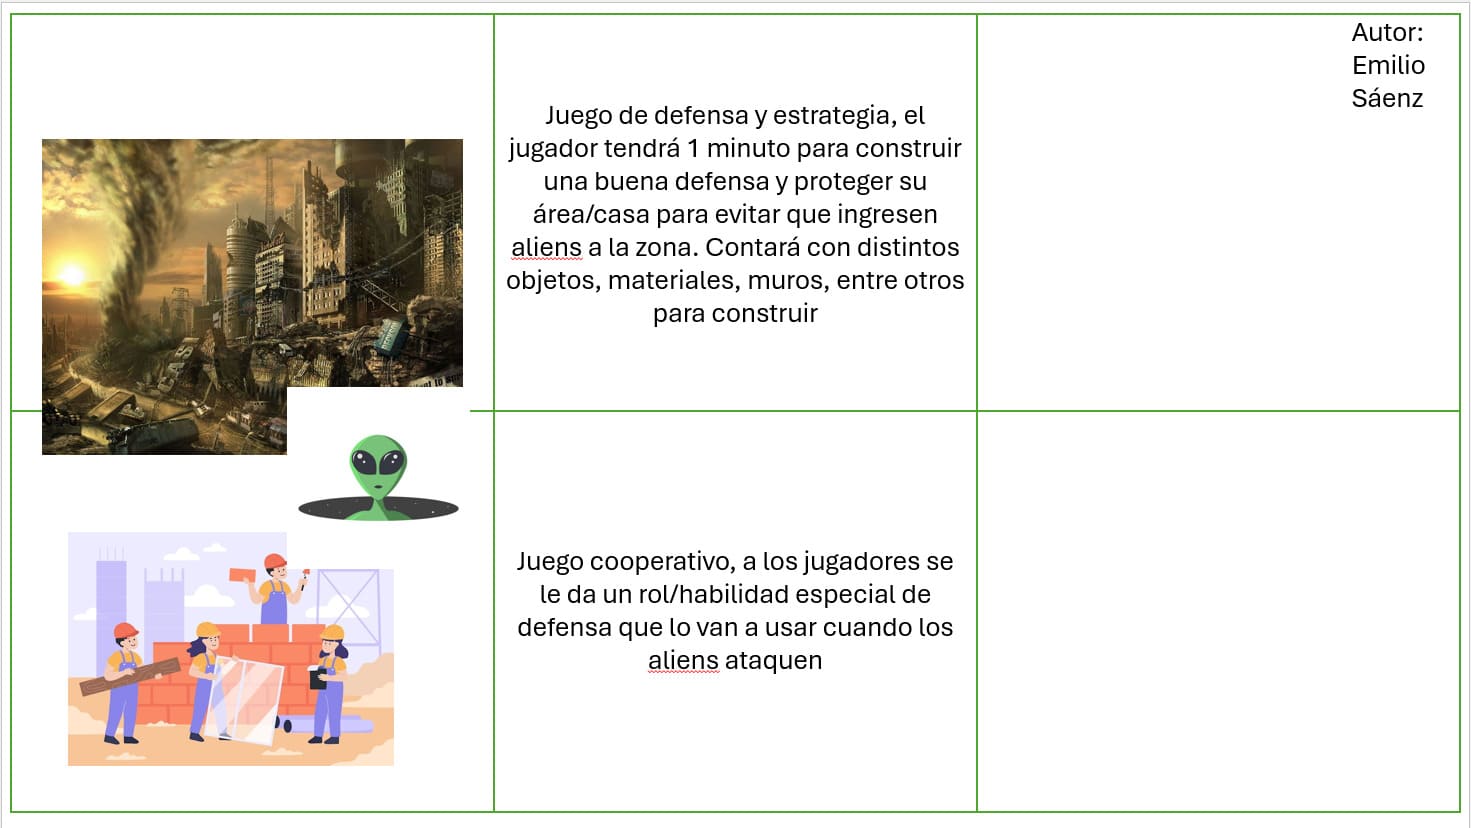 Juego de defensa y estrategia, el
jugador tendrá 1 minuto para construir
una buena defensa y proteger su
área/casa para evitar que ingresen
aliens a la zona. Contará con distintos
objetos, materiales, muros, entre otros
para construir
Autor:
Emilio
Sáenz
Juego cooperativo, a los jugadores se
le da un rol/habilidad especial de
defensa que lo van a usar cuando los
aliens ataquen